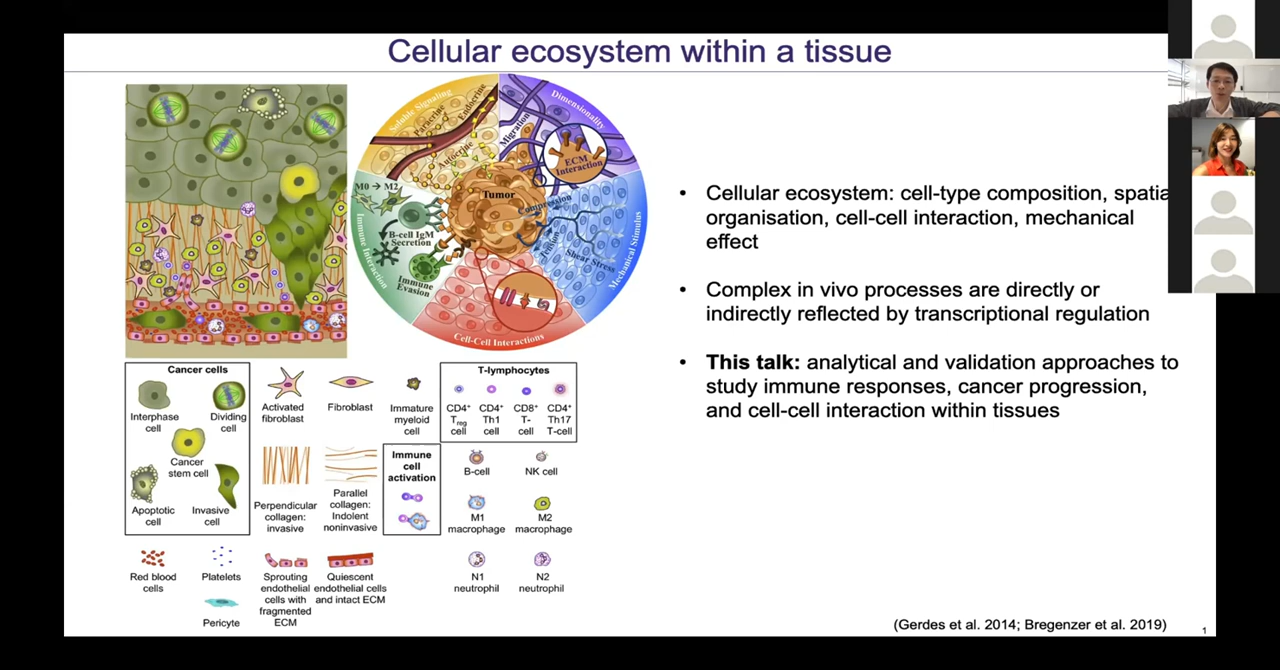 Cellular ecosystem within a tissue
Soluble Signaling
Endocrine
Paracrine
Autocrine
Dimensionality
Migration
ECM
Interaction
Tumor
Compression
Tension
Shear Stress
Mechanical Stimulus
M0 → M2
B-cell IgM
Secretion
Immune
Evasion
Immune Interaction
Cell-Cell Interactions
• Cellular ecosystem: cell-type composition, spatia
organisation, cell-cell interaction, mechanical
effect
• Complex in vivo processes are directly or
indirectly reflected by transcriptional regulation
• This talk: analytical and validation approaches to
study immune responses, cancer progression,
and cell-cell interaction within tissues
Cancer cells
Interphase
cell
Dividing
cell
Cancer
stem cell
Apoptotic
cell
Invasive
cell
Activated
fibroblast
Fibroblast
Immature
myeloid
cell
T-lymphocytes
CD4+
Treg
cell
CD4+
Th1
cell
CD8+
T-
cell
CD4+
Th17
T-cell
Perpendicular
collagen:
invasive
Parallel
collagen:
Indolent
noninvasive
Immune
cell
activation
B-cell
NK cell
M1
macrophage
M2
macrophage
Red blood
cells
Platelets
Pericyte
Sprouting
endothelial
cells with
fragmented
ECM
Quiescent
endothelial cells
and intact ECM
N1
neutrophil
N2
neutrophil
(Gerdes et al. 2014; Bregenzer et al. 2019)
1